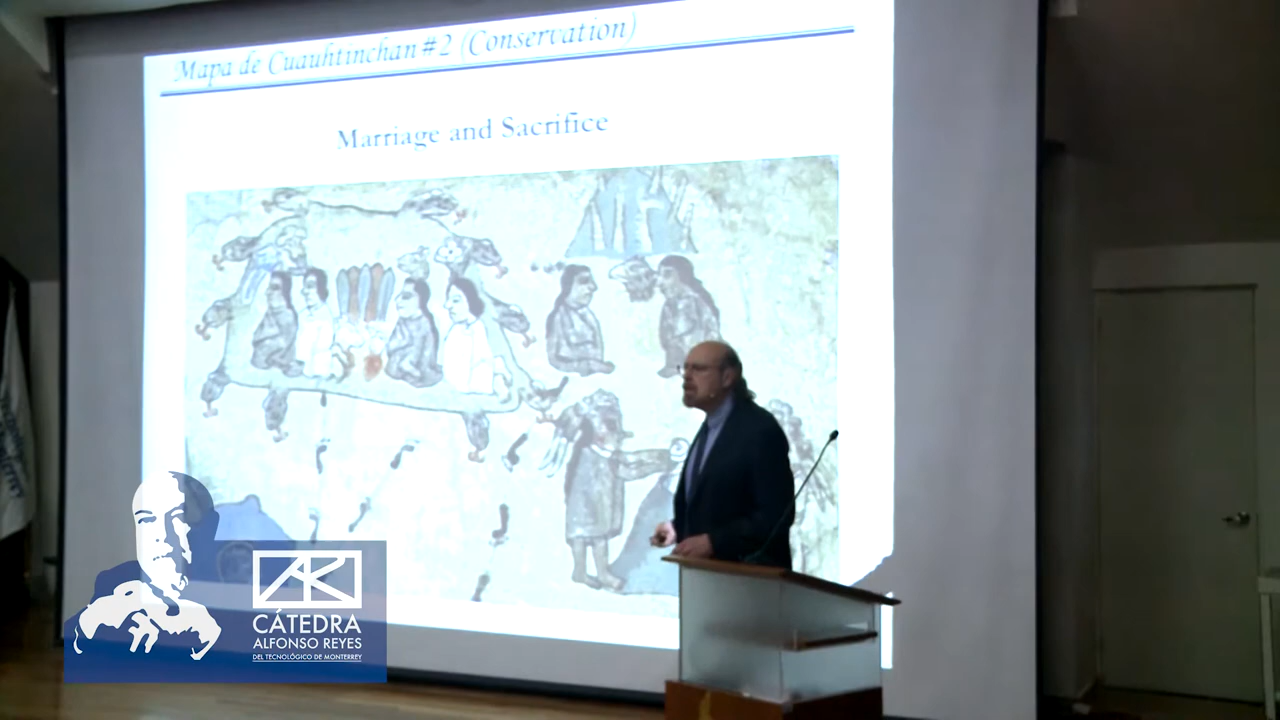 Mapa de Cuauhtinchan #2 (Conservation)
Marriage and Sacrifice
CÁTEDRA
ALFONSO REYES
DEL TECNOLÓGICO DE MONTERREY